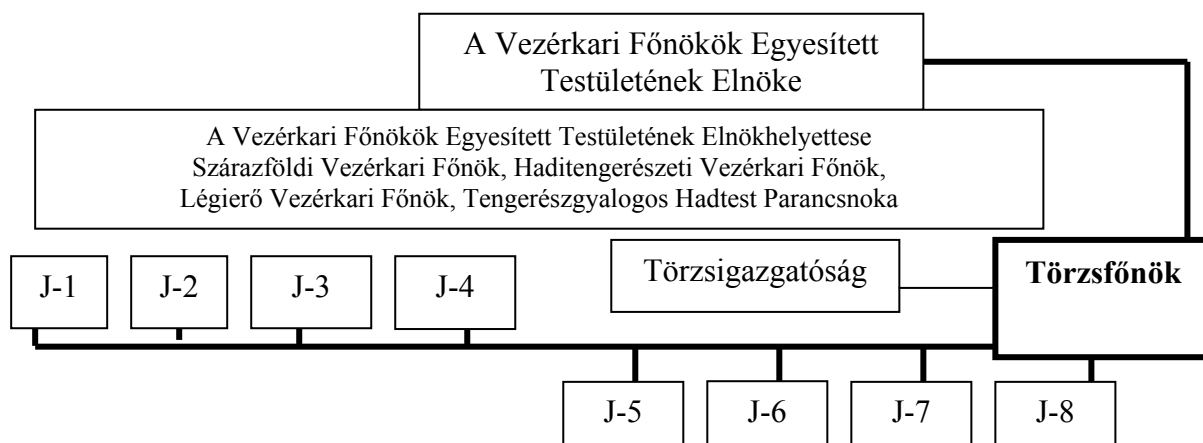 A Vezérkari Főnökök Egyesített
Testületének Elnöke
A Vezérkari Főnökök Egyesített Testületének Elnökhelyettese
Szárazföldi Vezérkari Főnök, Haditengerészeti Vezérkari Főnök,
Légierő Vezérkari Főnök, Tengerészgyalogos Hadtest Parancsnoka
Törzsigazgatóság
Törzsfőnök
J-1
J-2
J-3
J-4
J-5
J-6
J-7
J-8